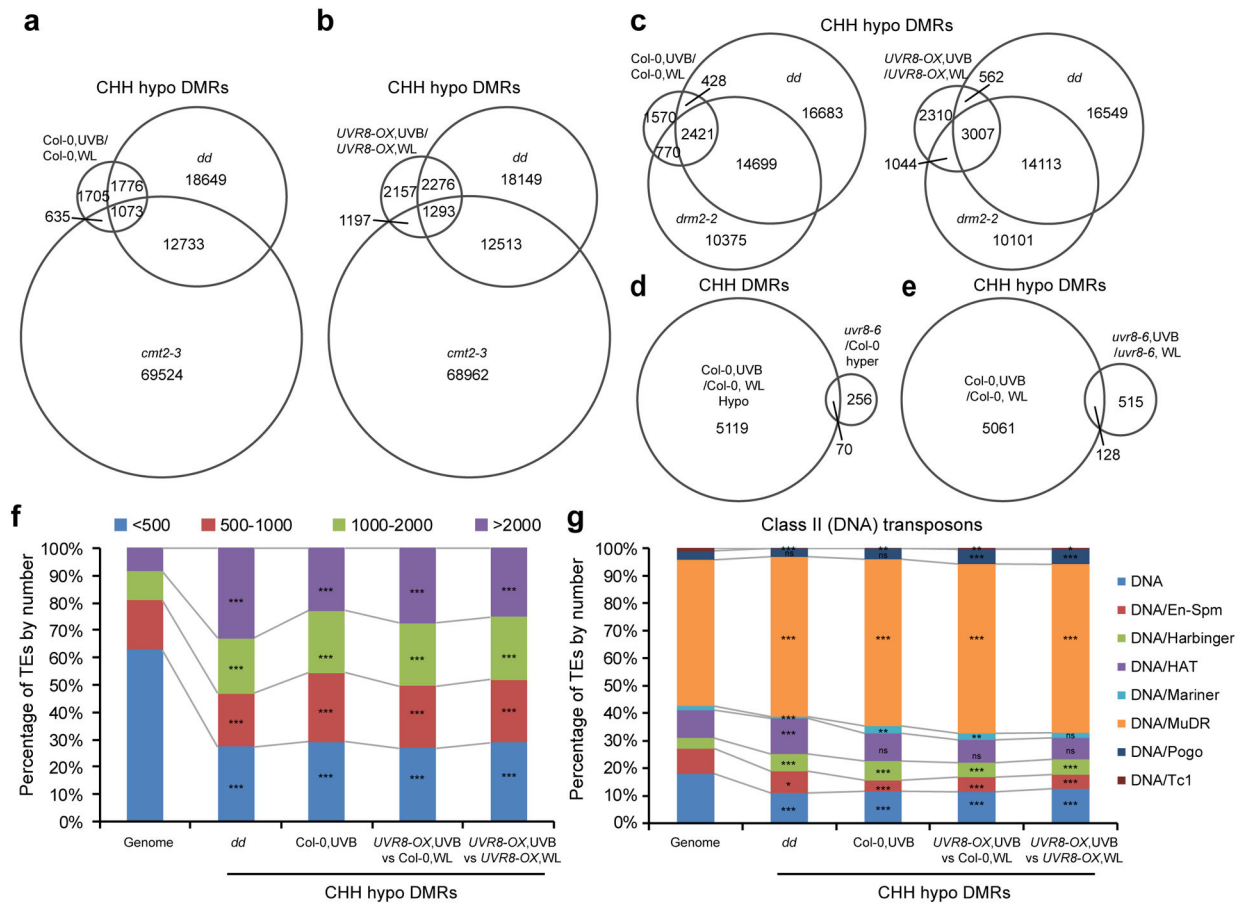 a
CHH hypo DMRs
Col-0,UVB/
Col-0,WL
dd
18649
1705
1776
1073
635
12733
cmt2-3
69524
b
CHH hypo DMRs
UVR8-OX,UVB/
UVR8-OX,WL
dd
18149
2157
2276
1293
1197
12513
cmt2-3
68962
c
CHH hypo DMRs
Col-0,UVB/
Col-0,WL
428
dd
16683
1570
2421
770
14699
drm2-2
10375
UVR8-OX,UVB
/UVR8-OX,WL
562
dd
16549
2310
3007
1044
14113
drm2-2
10101
d
CHH DMRs
Col-0,UVB
/Col-0, WL
Hypo
5119
uvr8-6
/Col-0
hyper
256
70
e
CHH hypo DMRs
Col-0,UVB
/Col-0, WL
5061
uvr8-6,UVB
/uvr8-6, WL
515
128
f
<500
500-1000
1000-2000
>2000
Percentage of TEs by number
100%
90%
80%
70%
60%
50%
40%
30%
20%
10%
0%
*** *** *** ***
*** *** *** ***
*** *** *** ***
*** *** *** ***
Genome
dd
Col-0,UVB
UVR8-OX,UVB
vs Col-0,WL
UVR8-OX,UVB
vs UVR8-OX,WL
CHH hypo DMRs
g
Class II (DNA) transposons
Percentage of TEs by number
100%
90%
80%
70%
60%
50%
40%
30%
20%
10%
0%
*** ** ** *
ns ns *** ***
*** *** *** ***
*** ** ** ns
*** ns ns ns
*** *** *** ***
* *** *** ***
*** *** *** ***
Genome
dd
Col-0,UVB
UVR8-OX,UVB
vs Col-0,WL
UVR8-OX,UVB
vs UVR8-OX,WL
CHH hypo DMRs
DNA
DNA/En-Spm
DNA/Harbinger
DNA/HAT
DNA/Mariner
DNA/MuDR
DNA/Pogo
DNA/Tc1